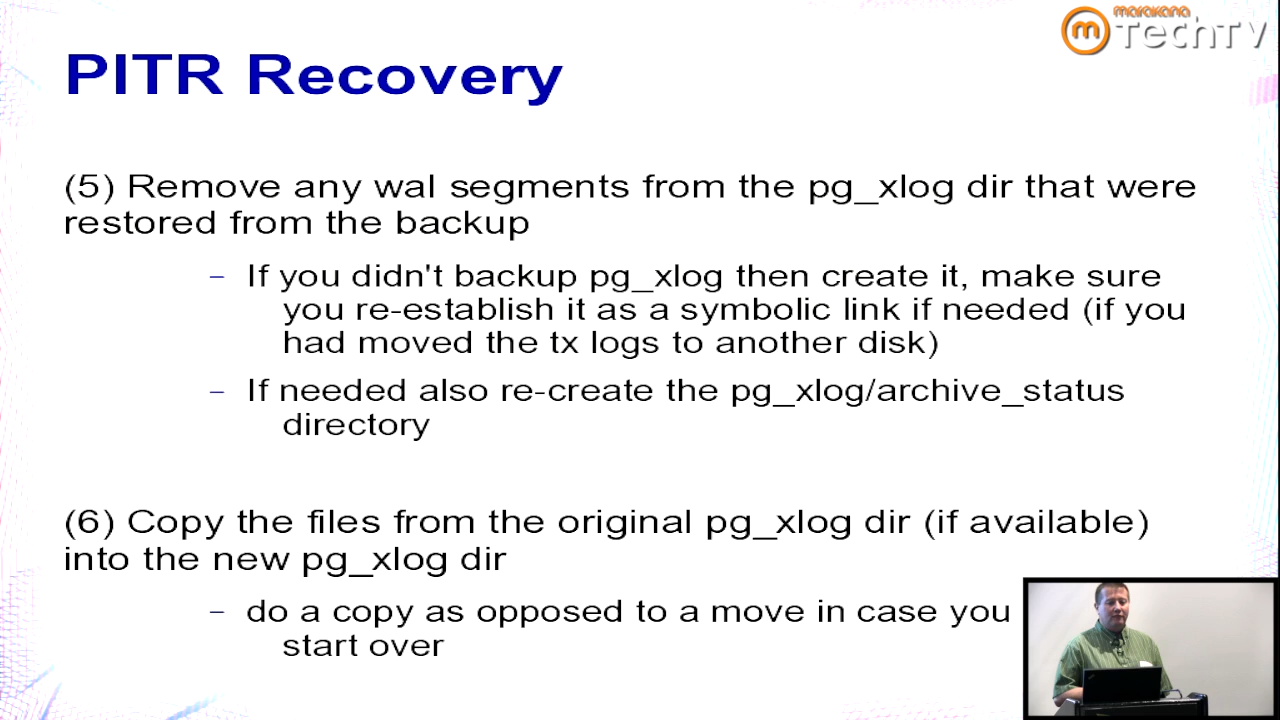 marakana
TechTV
PITR Recovery
(5) Remove any wal segments from the pg_xlog dir that were
restored from the backup
– If you didn't backup pg_xlog then create it, make sure
you re-establish it as a symbolic link if needed (if you
had moved the tx logs to another disk)
– If needed also re-create the pg_xlog/archive_status
directory
(6) Copy the files from the original pg_xlog dir (if available)
into the new pg_xlog dir
– do a copy as opposed to a move in case you
start over